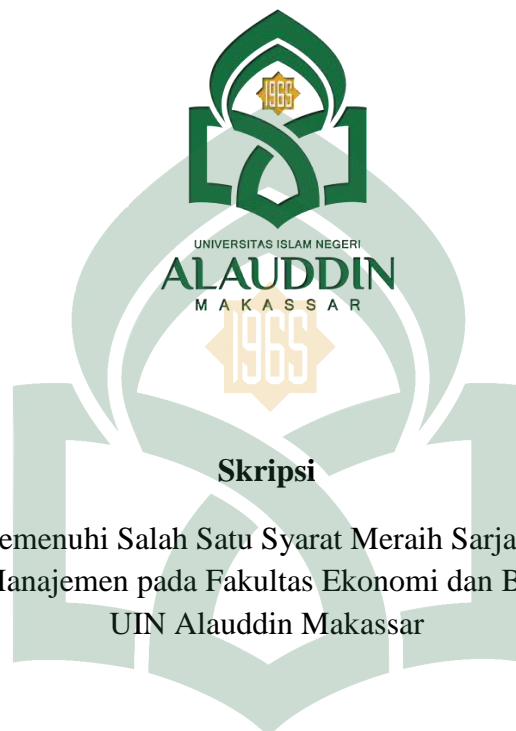 1965
UNIVERSITAS ISLAM NEGERI
ALAUDDIN
MAKASSAR
1965
Skripsi
emenuhi Salah Satu Syarat Meraih Sarja
Manajemen pada Fakultas Ekonomi dan B
UIN Alauddin Makassar